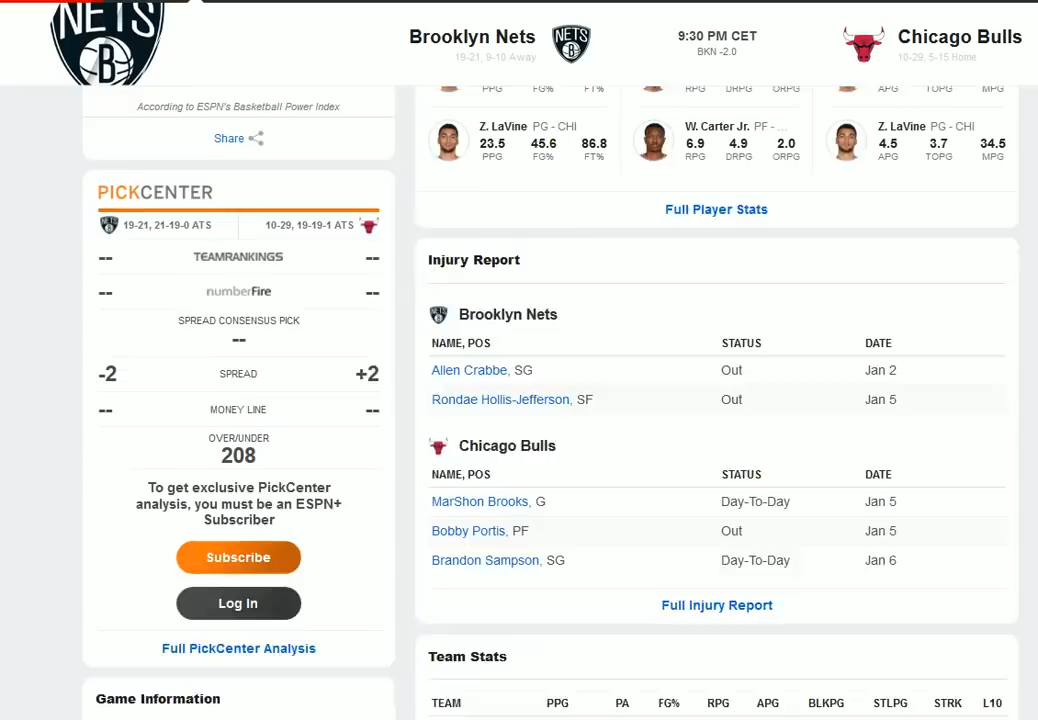 NETS
B
Brooklyn Nets
19-21, 9-10 Away
NETS
B
9:30 PM CET
BKN -2.0
Chicago Bulls
10-29, 5-15 Home
According to ESPN's Basketball Power Index
Share
PICKCENTER
19-21, 21-19-0 ATS
10-29, 19-19-1 ATS
-- TEAMRANKINGS --
-- numberFire --
SPREAD CONSENSUS PICK
--
-2 SPREAD +2
-- MONEY LINE --
OVER/UNDER
208
To get exclusive PickCenter
analysis, you must be an ESPN+
Subscriber
Subscribe
Log In
Full PickCenter Analysis
Game Information
PPG FG% FT% RPG DRPG ORPG APG TOPG MPG
Z. LaVine PG - CHI
23.5 45.6 86.8
PPG FG% FT%
W. Carter Jr. PF - ...
6.9 4.9 2.0
RPG DRPG ORPG
Z. LaVine PG - CHI
4.5 3.7 34.5
APG TOPG MPG
Full Player Stats
Injury Report
Brooklyn Nets
NAME, POS STATUS DATE
Allen Crabbe, SG Out Jan 2
Rondae Hollis-Jefferson, SF Out Jan 5
Chicago Bulls
NAME, POS STATUS DATE
MarShon Brooks, G Day-To-Day Jan 5
Bobby Portis, PF Out Jan 5
Brandon Sampson, SG Day-To-Day Jan 6
Full Injury Report
Team Stats
TEAM PPG PA FG% RPG APG BLKPG STLPG STRK L10